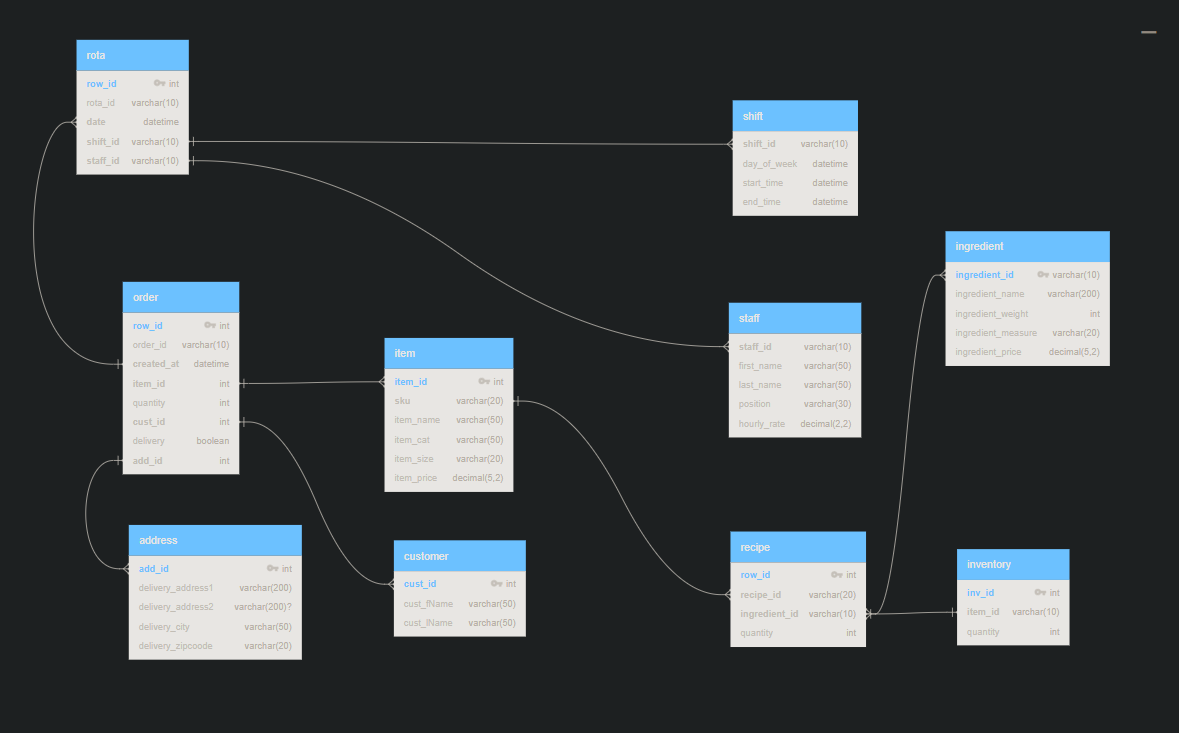 rota
row_id int
rota_id varchar(10)
date datetime
shift_id varchar(10)
staff_id varchar(10)
shift
shift_id varchar(10)
day_of_week datetime
start_time datetime
end_time datetime
ingredient
ingredient_id varchar(10)
ingredient_name varchar(200)
ingredient_weight int
ingredient_measure varchar(20)
ingredient_price decimal(5,2)
order
row_id int
order_id varchar(10)
created_at datetime
item_id int
quantity int
cust_id int
delivery boolean
add_id int
staff
staff_id varchar(10)
first_name varchar(50)
last_name varchar(50)
position varchar(30)
hourly_rate decimal(2,2)
item
item_id int
sku varchar(20)
item_name varchar(50)
item_cat varchar(50)
item_size varchar(20)
item_price decimal(5,2)
address
add_id int
delivery_address1 varchar(200)
delivery_address2 varchar(200)?
delivery_city varchar(50)
delivery_zipcoode varchar(20)
customer
cust_id int
cust_fName varchar(50)
cust_lName varchar(50)
recipe
row_id int
recipe_id varchar(20)
ingredient_id varchar(10)
quantity int
inventory
inv_id int
item_id varchar(10)
quantity int